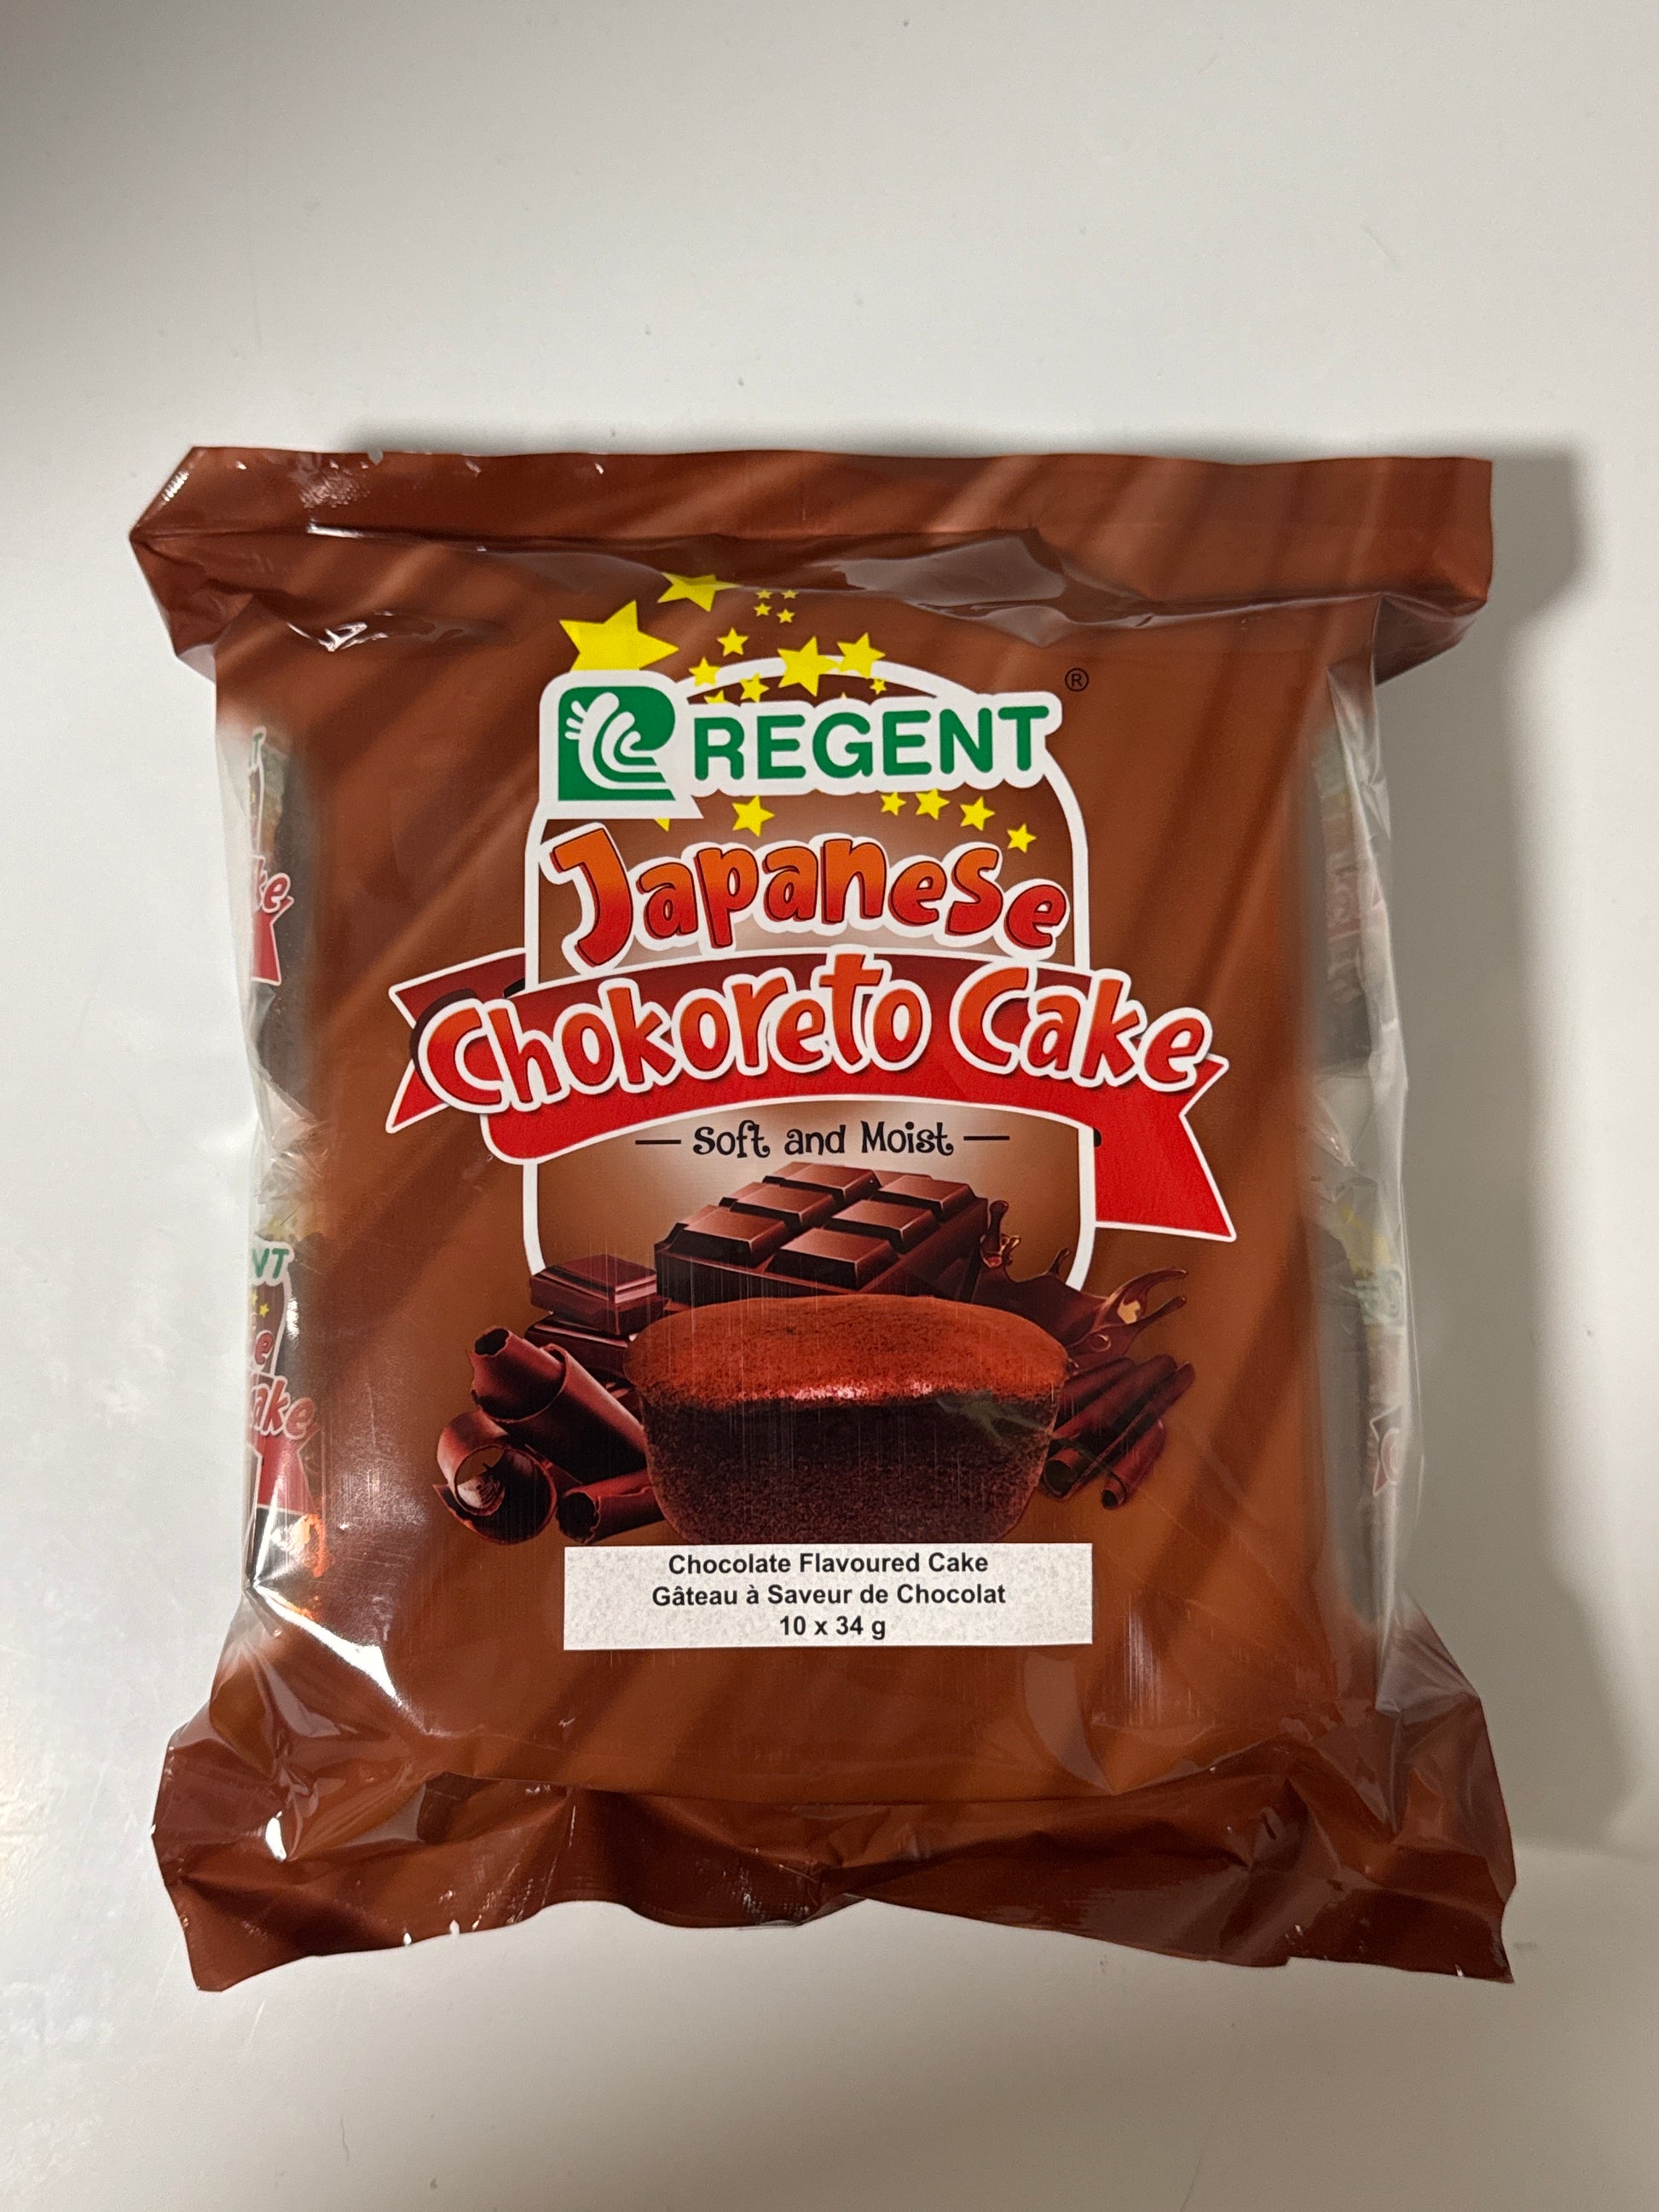 REGENT
®
Japanese
Chokoreto Cake
Soft and Moist
Chocolate Flavoured Cake
Gâteau à Saveur de Chocolat
10 x 34 g